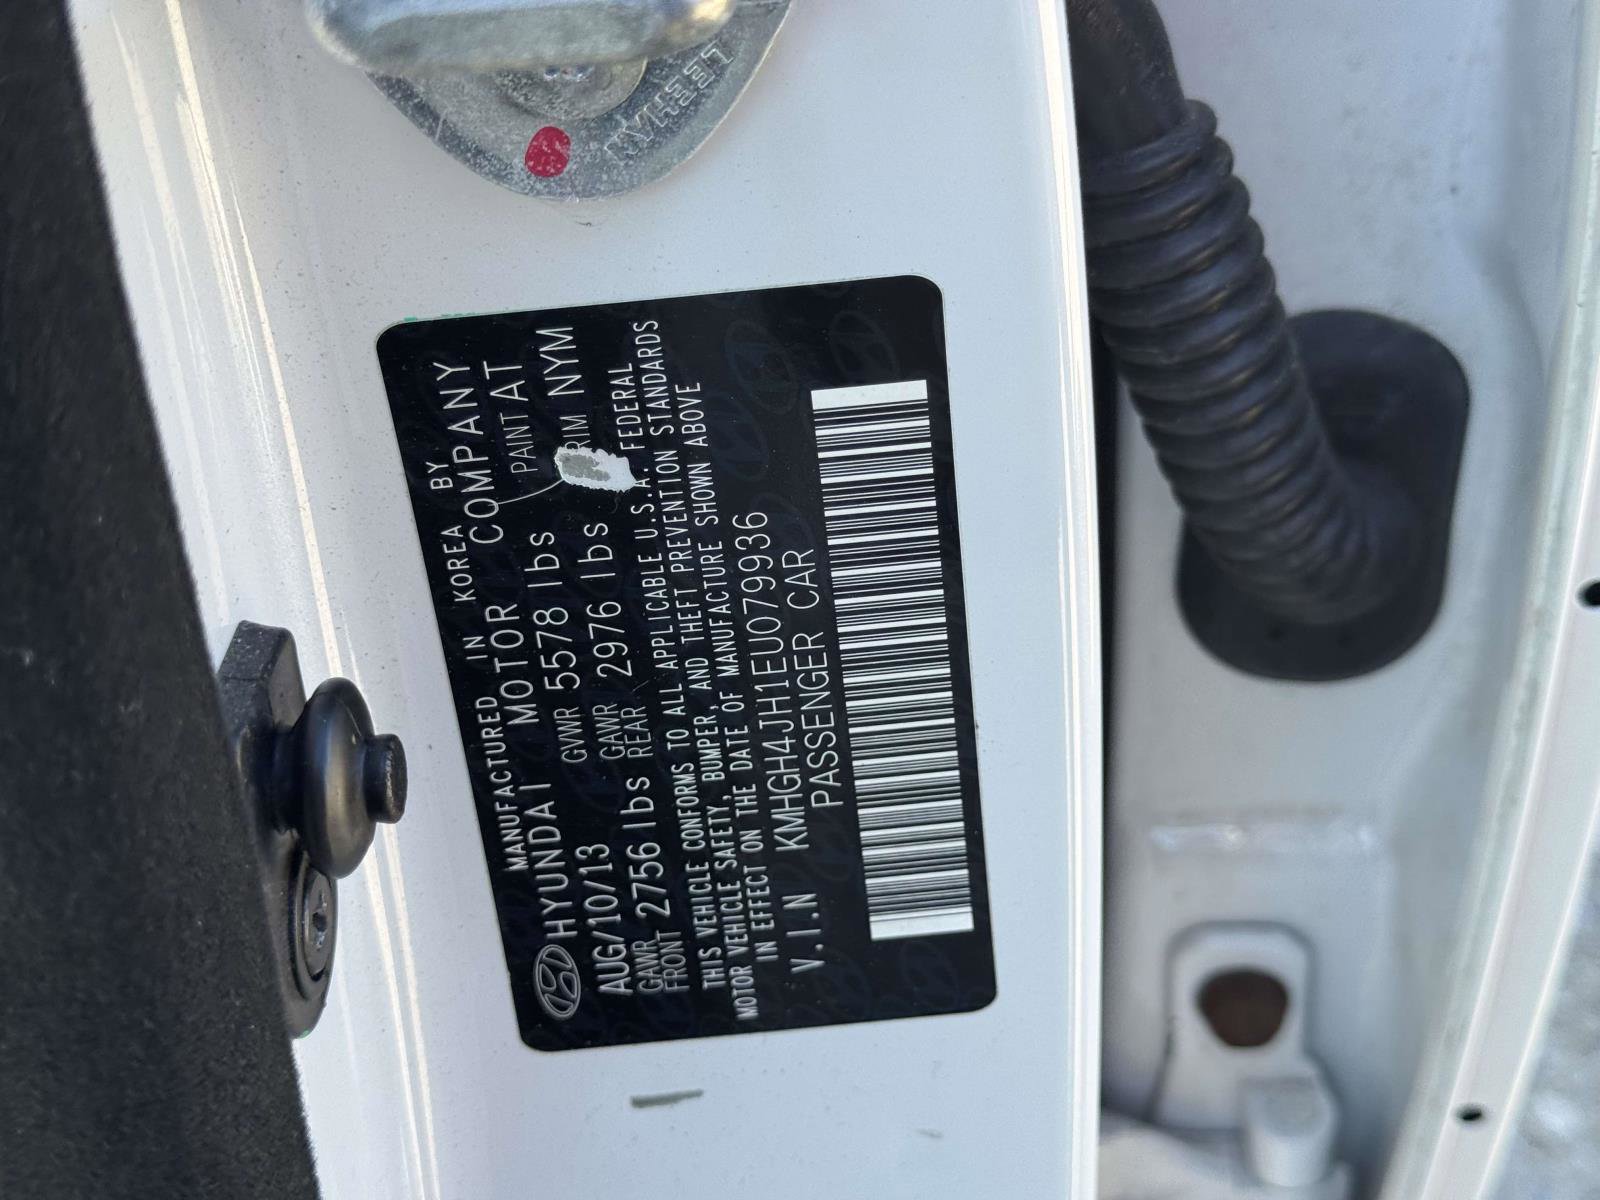 LEEHAN
MANUFACTURED IN KOREA BY
HYUNDAI MOTOR COMPANY
AUG/10/13 GVWR 5578 lbs PAINT AT
GAWR FRONT 2756 lbs GAWR REAR 2976 lbs NYM
THIS VEHICLE CONFORMS TO ALL APPLICABLE U.S.A. FEDERAL
MOTOR VEHICLE SAFETY, BUMPER, AND THEFT PREVENTION STANDARDS
IN EFFECT ON THE DATE OF MANUFACTURE SHOWN ABOVE
V.I.N KMHGH4JH1EU079936
PASSENGER CAR